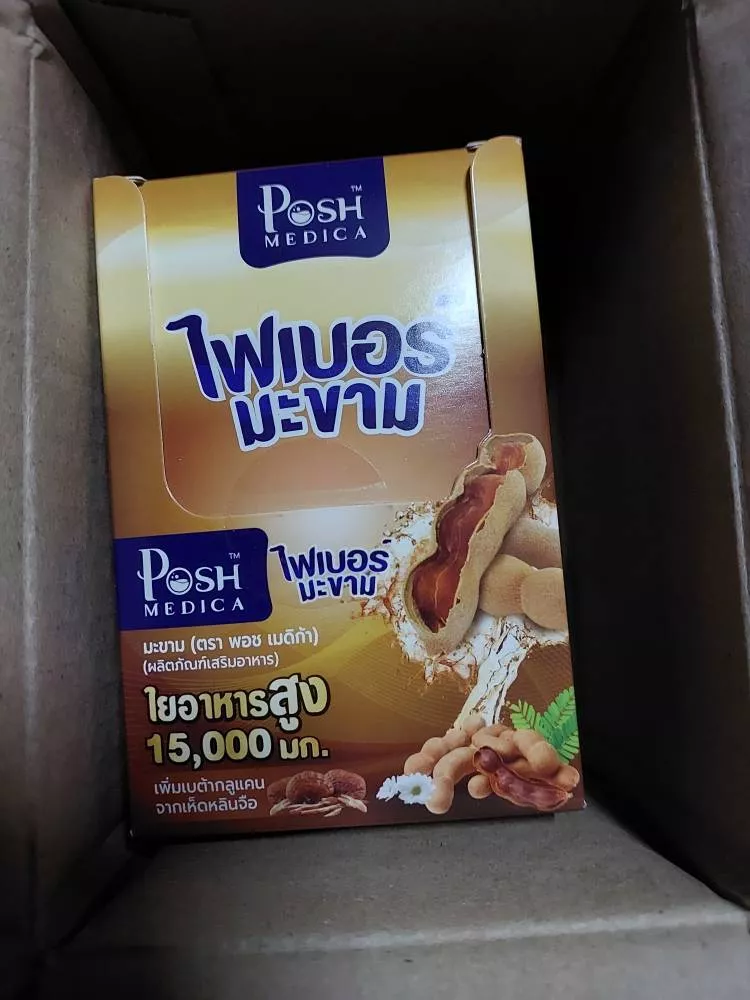 POSH™
MEDICA
ไฟเบอร์
มะขาม
POSH™
MEDICA
ไฟเบอร์
มะขาม
มะขาม (ตรา พอช เมดิก้า)
(ผลิตภัณฑ์เสริมอาหาร)
ใยอาหารสูง
15,000 มก.
เพิ่มเบต้ากลูแคน
จากเห็ดหลินจือ